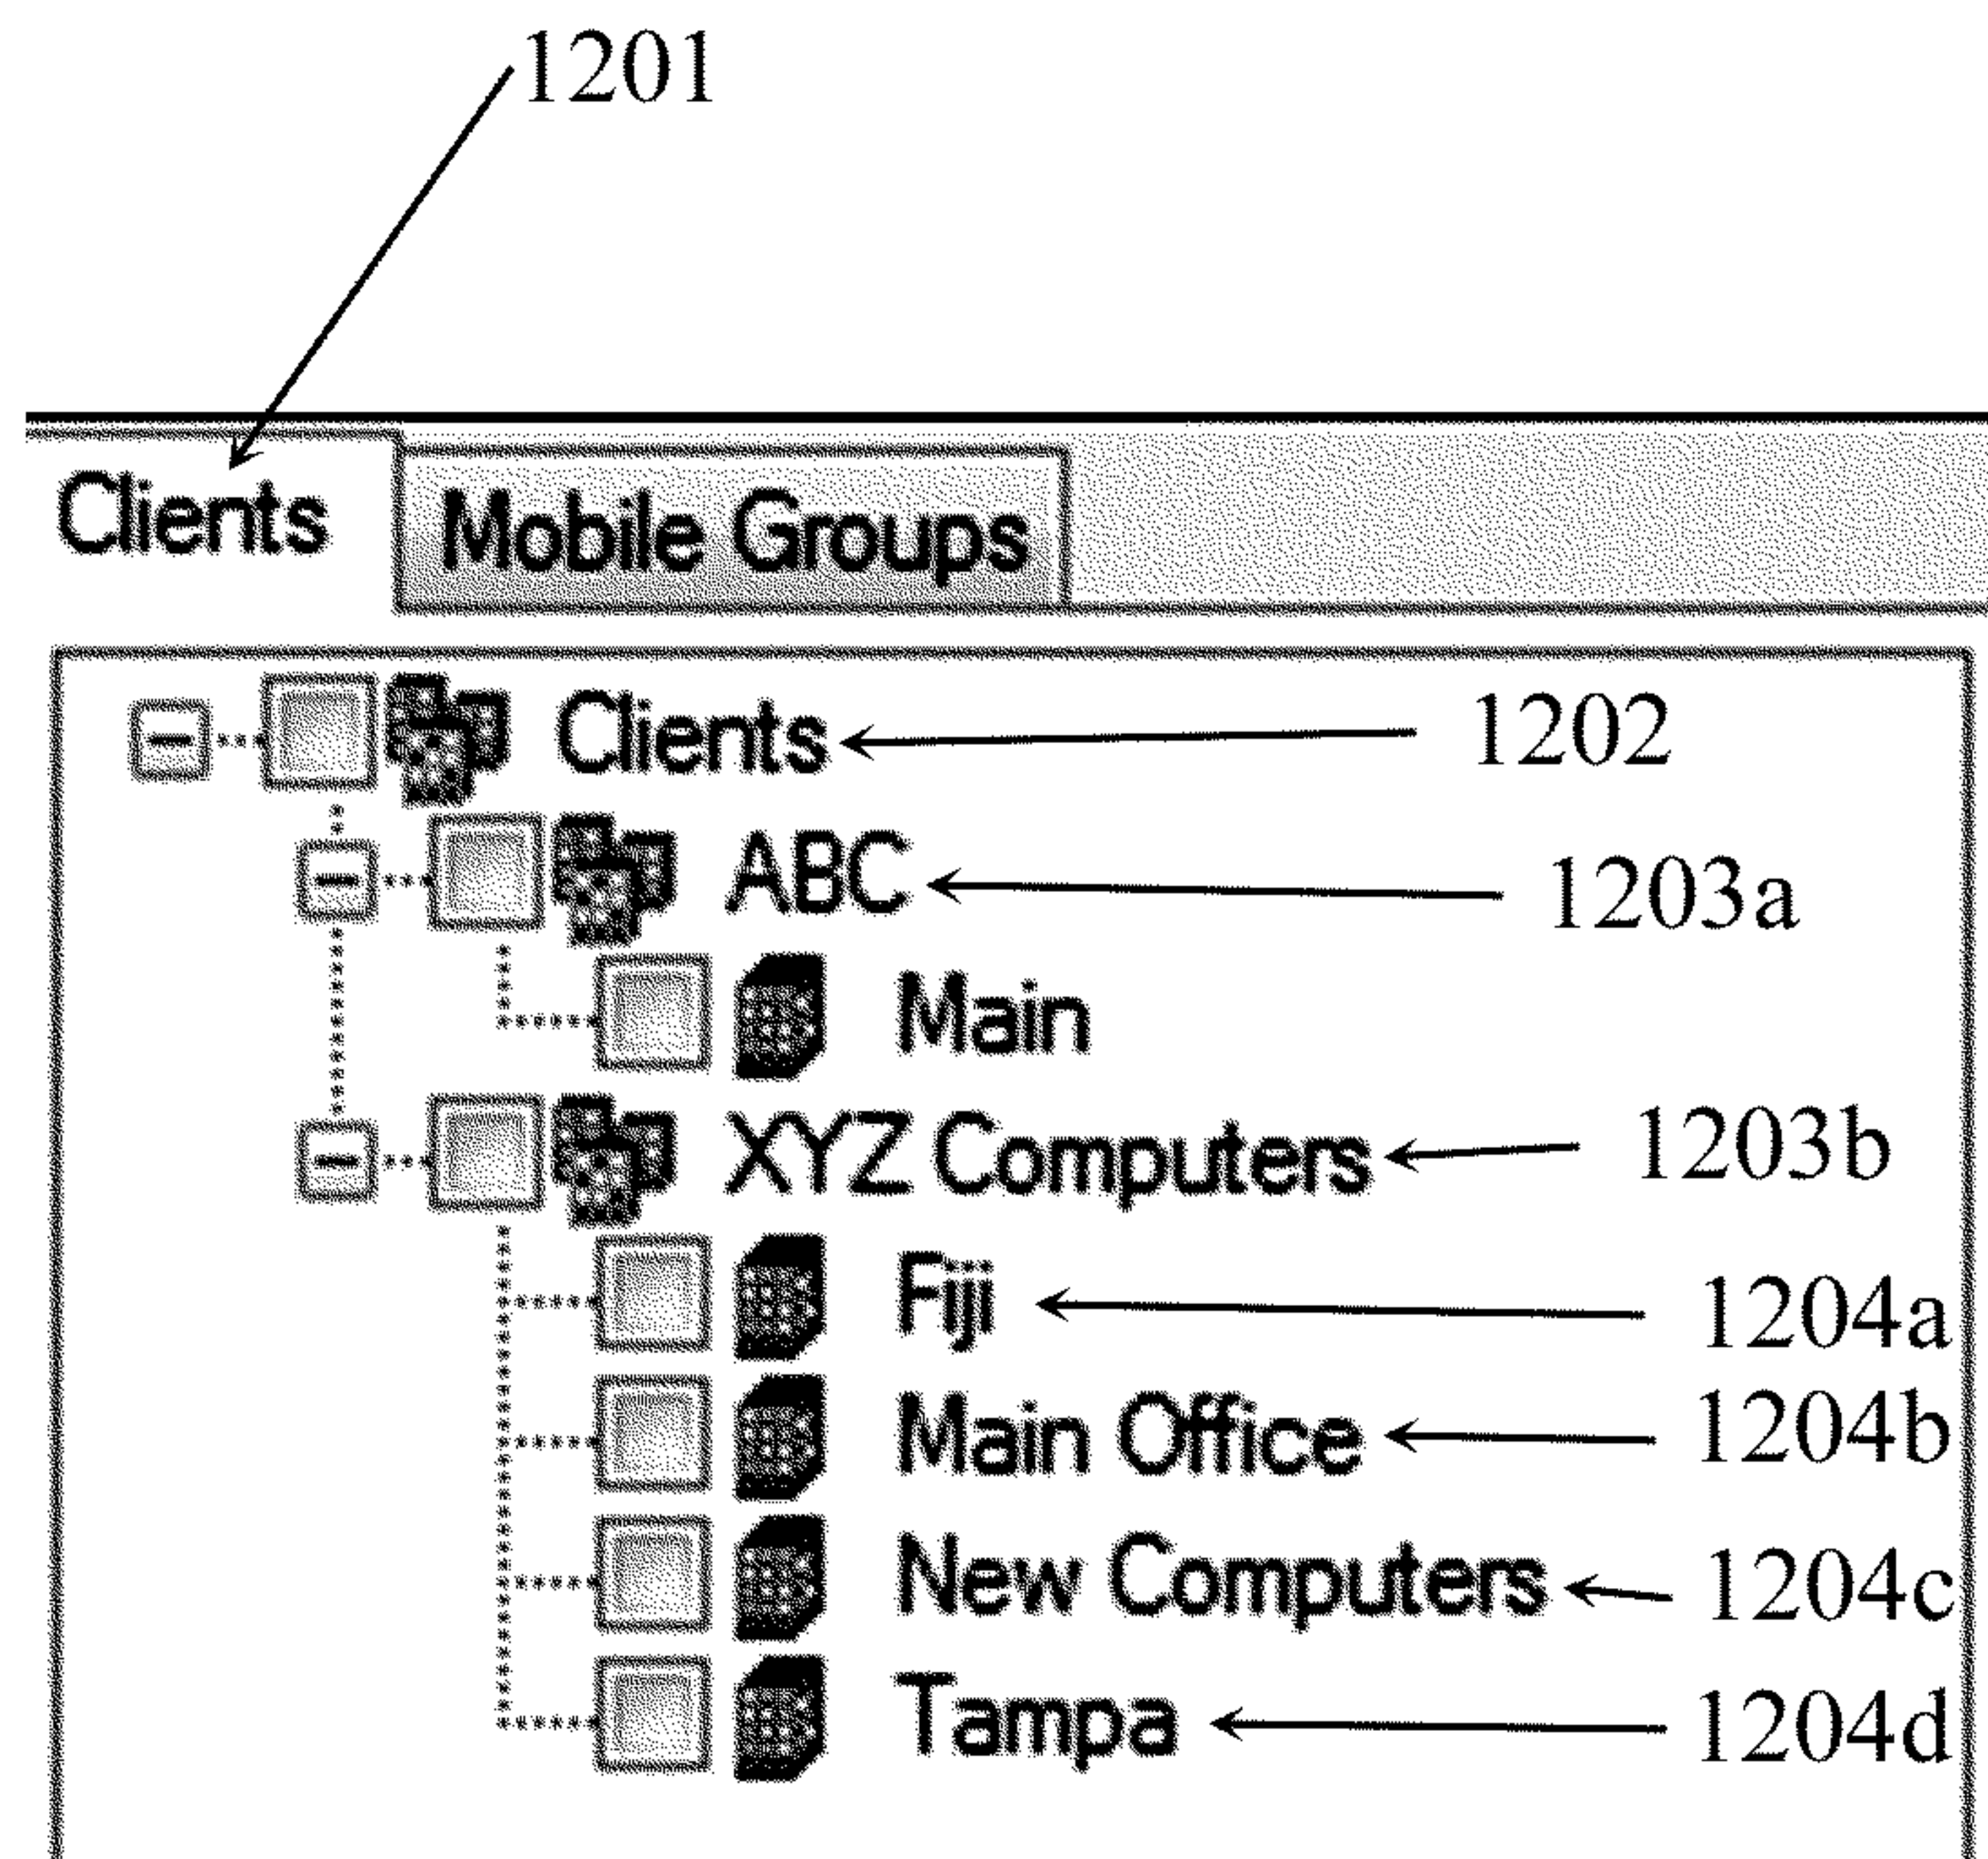 1201
Clients Mobile Groups
Clients 1202
ABC 1203a
Main
XYZ Computers 1203b
Fiji 1204a
Main Office 1204b
New Computers 1204c
Tampa 1204d